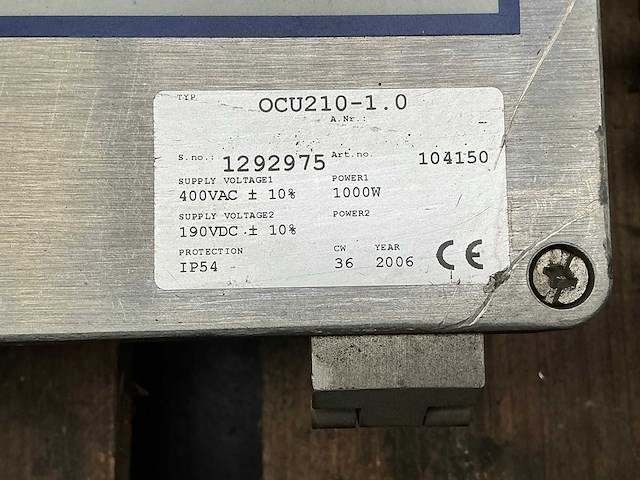 TYP OCU210-1.0
A.Nr.: -
S.no.: 1292975 Art.no. 104150
SUPPLY VOLTAGE1 POWER1
400VAC ± 10% 1000W
SUPPLY VOLTAGE2 POWER2
190VDC ± 10%
PROTECTION CW YEAR
IP54 36 2006 CE